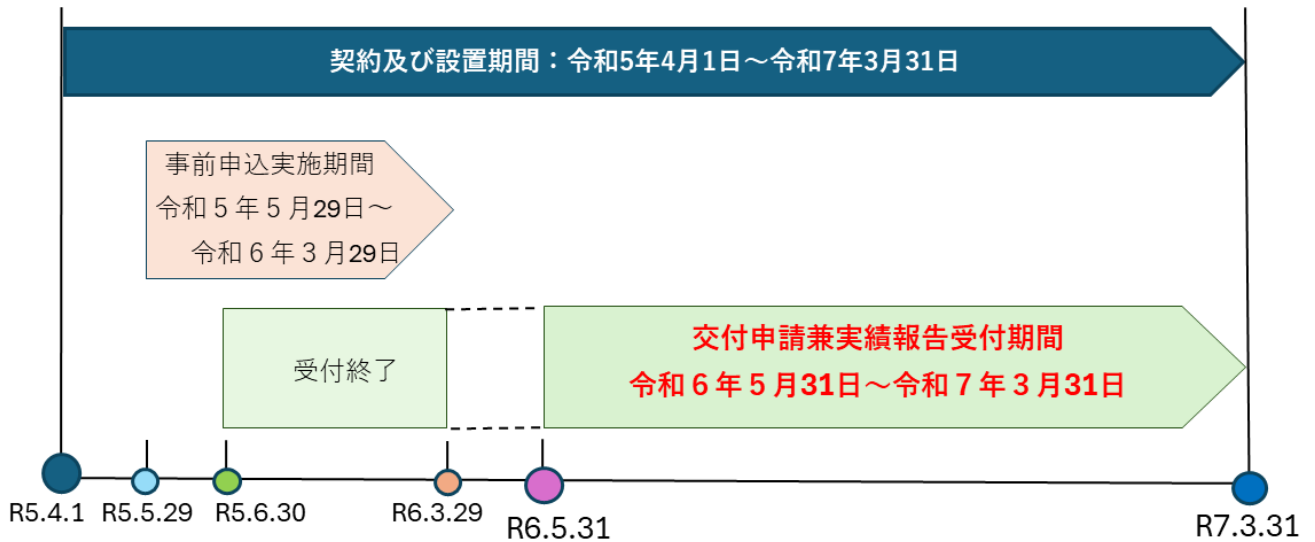 契約及び設置期間：令和5年4月1日～令和7年3月31日
事前申込実施期間
令和５年５月29日～
令和６年３月29日
受付終了
交付申請兼実績報告受付期間
令和６年５月31日～令和７年３月31日
R5.4.1
R5.5.29
R5.6.30
R6.3.29
R6.5.31
R7.3.31